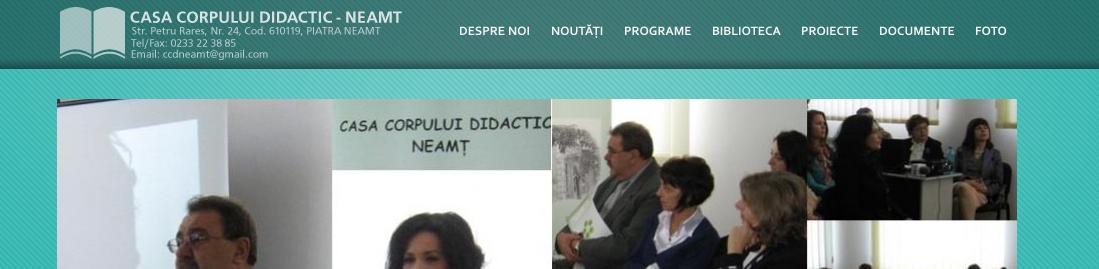 CASA CORPULUI DIDACTIC - NEAMT
Str. Petru Rares, Nr. 24, Cod. 610119, PIATRA NEAMT
Tel/Fax: 0233 22 38 85
Email: ccdneamt@gmail.com
DESPRE NOI NOUTĂȚI PROGRAME BIBLIOTECA PROIECTE DOCUMENTE FOTO
CASA CORPULUI DIDACTIC
NEAMȚ